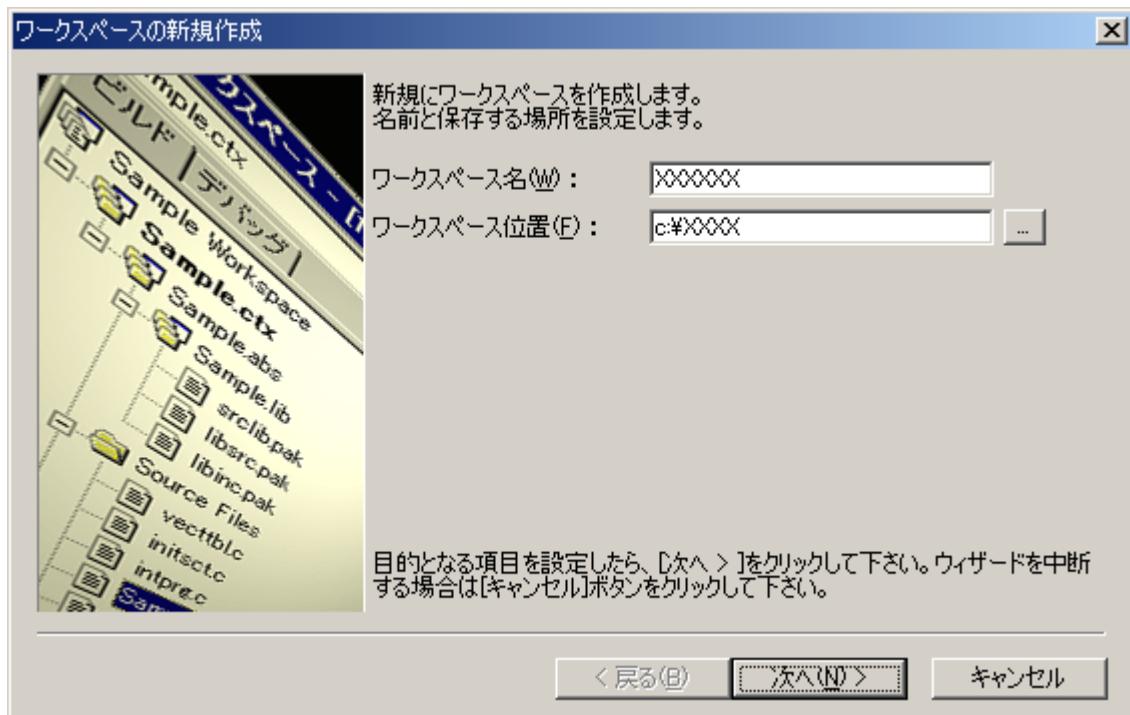 ワークスペースの新規作成
クスペース - [
mple.ctx
ビルド
デバッグ
Sample Workspace
Sample.ctx
Sample.abs
Sample.lib
srclib.pak
libsrc.pak
libinc.pak
Source Files
vecttbl.c
initsct.c
intprg.c
新規にワークスペースを作成します。
名前と保存する場所を設定します。
ワークスペース名(W)： XXXXXX
ワークスペース位置(F)： c:¥XXXX ...
目的となる項目を設定したら、[次へ > ]をクリックして下さい。ウィザードを中断
する場合は[キャンセル]ボタンをクリックして下さい。
< 戻る(B) 次へ(N) > キャンセル